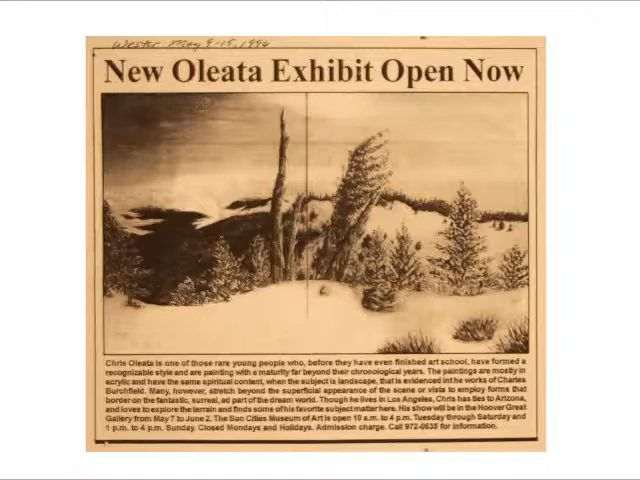 Wester May 9-15, 1994
New Oleata Exhibit Open Now
Chris Oleata is one of those rare young people who, before they have even finished art school, have formed a
recognizable style and are painting with a maturity far beyond their chronological years. The paintings are mostly in
acrylic and have the same spiritual content, when the subject is landscape, that is evidenced int he works of Charles
Burchfield. Many, however, stretch beyond the superficial appearance of the scene or vista to employ forms that
border on the fantastic, surreal, ad part of the dream world. Though he lives in Los Angeles, Chris has ties to Arizona,
and loves to explore the terrain and finds some of his favorite subject matter here. His show will be in the Hoover Great
Gallery from May 7 to June 2. The Sun Cities Museum of Art is open 10 a.m. to 4 p.m. Tuesday through Saturday and
1 p.m. to 4 p.m. Sunday. Closed Mondays and Holidays. Admission charge. Call 972-0635 for information.